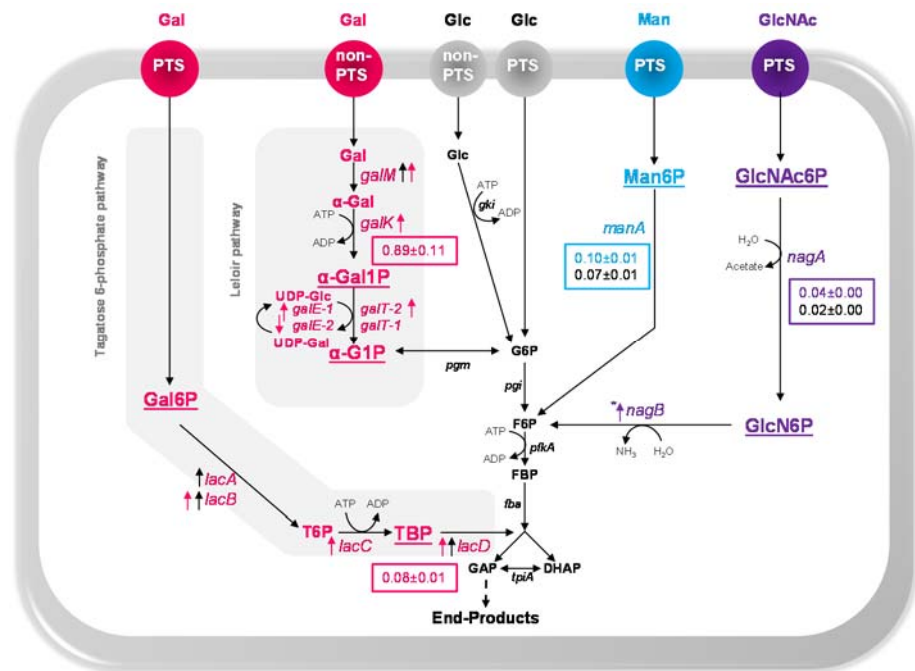 Gal
Gal
Glc
Glc
Man
GlcNAc
PTS
non-
PTS
non-
PTS
PTS
PTS
PTS
Tagatose 6-phosphate pathway
Leloir pathway
Gal
galM ↑↑
α-Gal
ATP
ADP
galK ↑
0.89±0.11
α-Gal1P
UDP-Glc
↑ galE-1
↓ galE-2
UDP-Gal
galT-2 ↑
galT-1
α-G1P
pgm
Glc
ATP
gki
ADP
G6P
pgi
Man6P
manA
0.10±0.01
0.07±0.01
GlcNAc6P
H₂O
Acetate
nagA
0.04±0.00
0.02±0.00
Gal6P
F6P
*↑ nagB
NH₃
H₂O
GlcN6P
ATP
ADP
pfkA
FBP
fba
↑ lacA
↑↑ lacB
T6P
ATP
ADP
↑ lacC
TBP
↑↑ lacD
0.08±0.01
GAP
tpiA
DHAP
End-Products